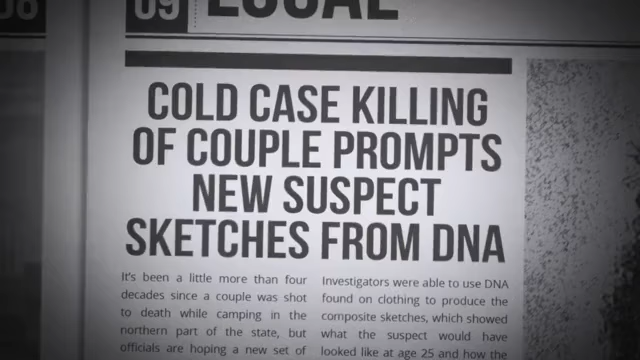 08
09 LOCAL
COLD CASE KILLING
OF COUPLE PROMPTS
NEW SUSPECT
SKETCHES FROM DNA
It's been a little more than four
decades since a couple was shot
to death while camping in the
northern part of the state, but
officials are hoping a new set of
Investigators were able to use DNA
found on clothing to produce the
composite sketches, which showed
what the suspect would have
looked like at age 25 and how the